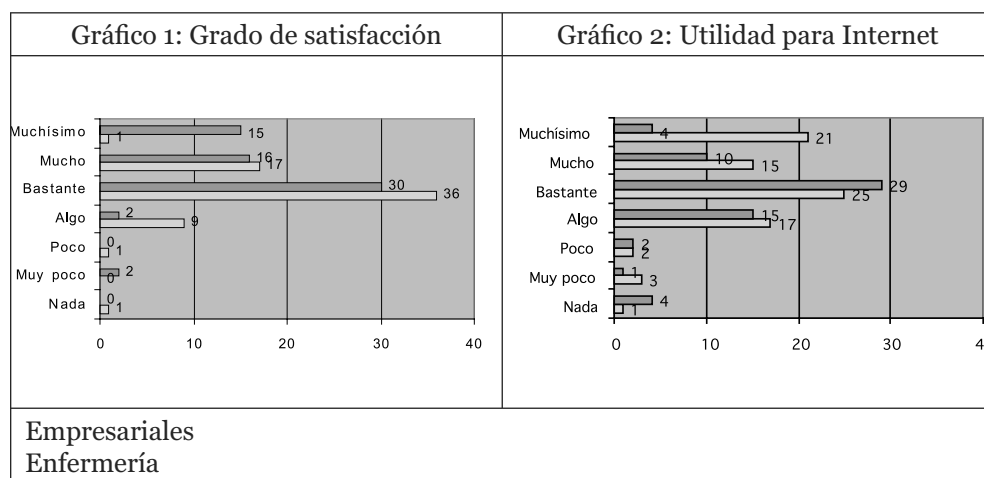 Gráfico 1: Grado de satisfacción
Muchísimo 15 1
Mucho 16 17
Bastante 30 36
Algo 2 9
Poco 0 1
Muy poco 2 0
Nada 0 1
0 10 20 30 40
Gráfico 2: Utilidad para Internet
Muchísimo 4 21
Mucho 10 15
Bastante 29 25
Algo 15 17
Poco 2 2
Muy poco 1 3
Nada 4 1
0 10 20 30 4
Empresariales
Enfermería